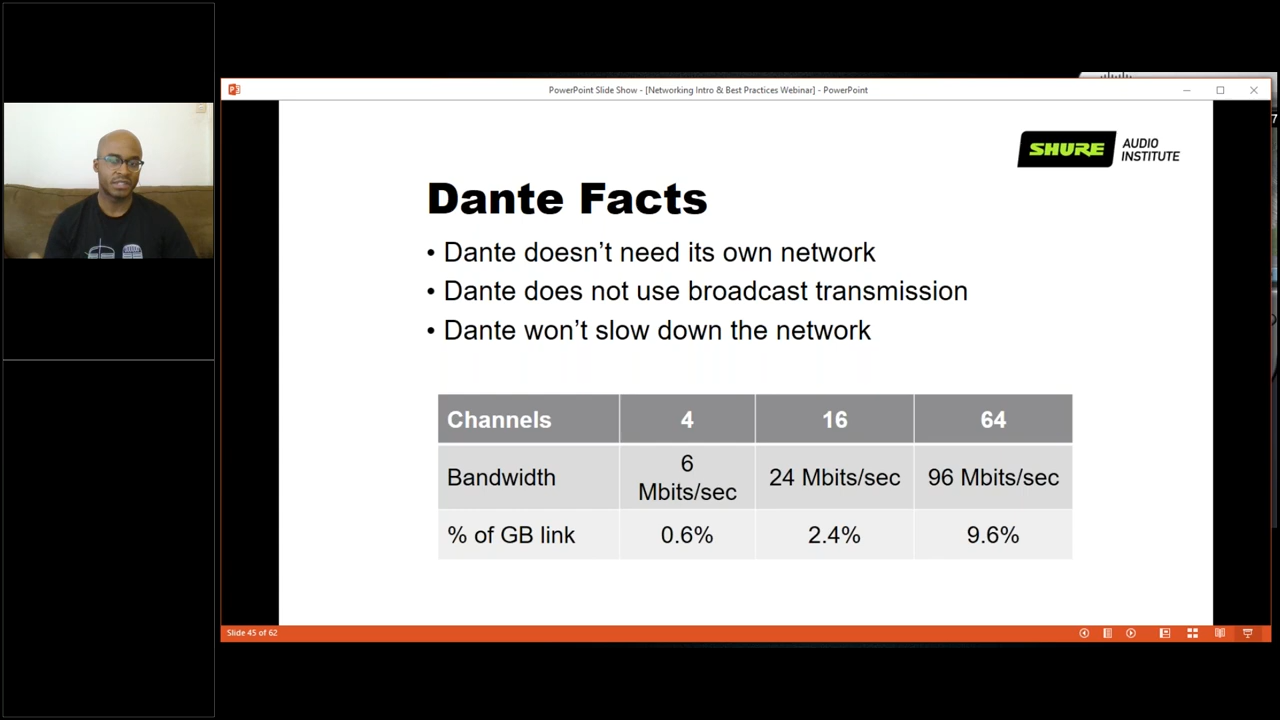 PowerPoint Slide Show - [Networking Intro & Best Practices Webinar] - PowerPoint
SHURE AUDIO
INSTITUTE
7
Dante Facts
• Dante doesn't need its own network
• Dante does not use broadcast transmission
• Dante won't slow down the network
Channels 4 16 64
Bandwidth 6
Mbits/sec 24 Mbits/sec 96 Mbits/sec
% of GB link 0.6% 2.4% 9.6%
Slide 45 of 62